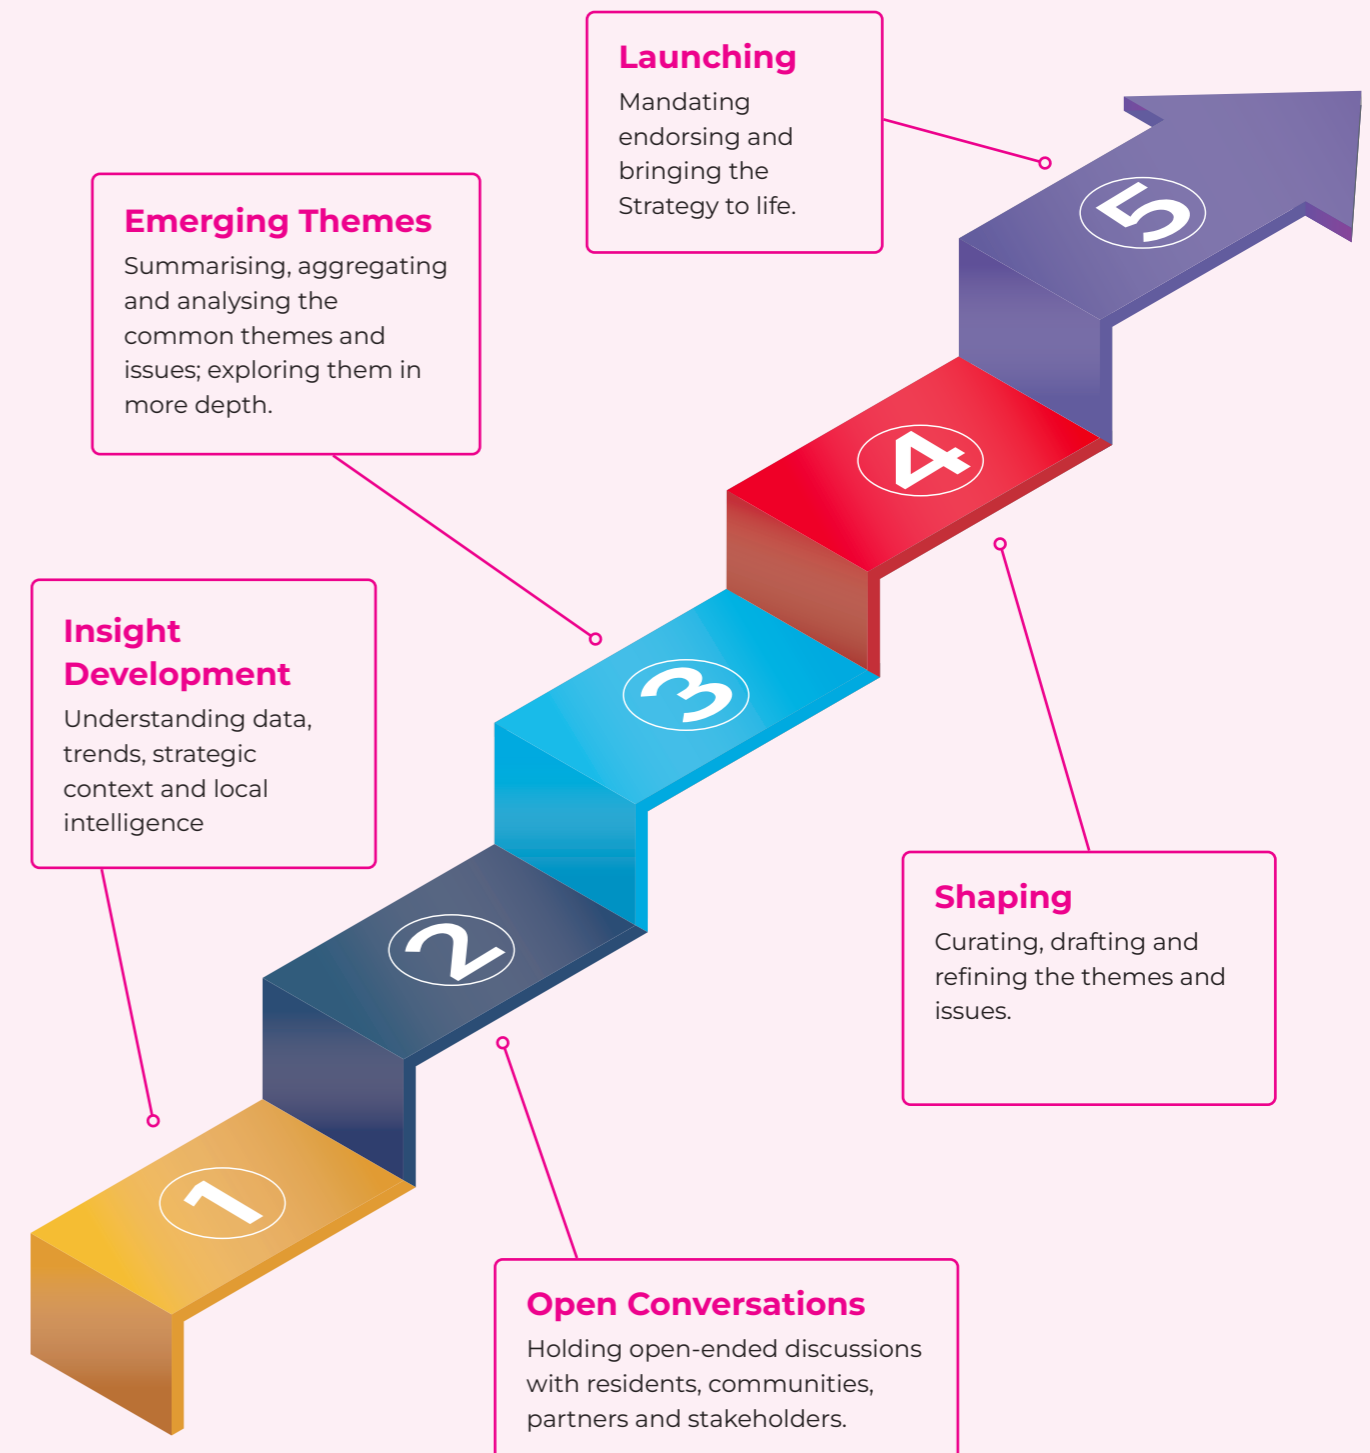 Launching
Mandating
endorsing and
bringing the
Strategy to life.
Emerging Themes
Summarising, aggregating
and analysing the
common themes and
issues; exploring them in
more depth.
Insight
Development
Understanding data,
trends, strategic
context and local
intelligence
Shaping
Curating, drafting and
refining the themes and
issues.
Open Conversations
Holding open-ended discussions
with residents, communities,
partners and stakeholders.
5
4
3
2
1